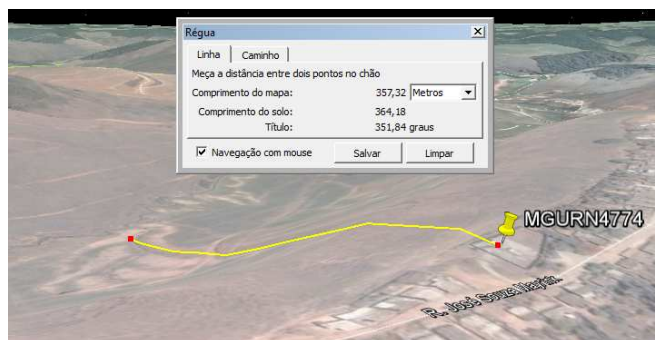 Régua
Linha Caminho
Meça a distância entre dois pontos no chão
Comprimento do mapa: 357,32 Metros
Comprimento do solo: 364,18
Título: 351,84 graus
Navegação com mouse Salvar Limpar
MGURN4774
R. José Souza